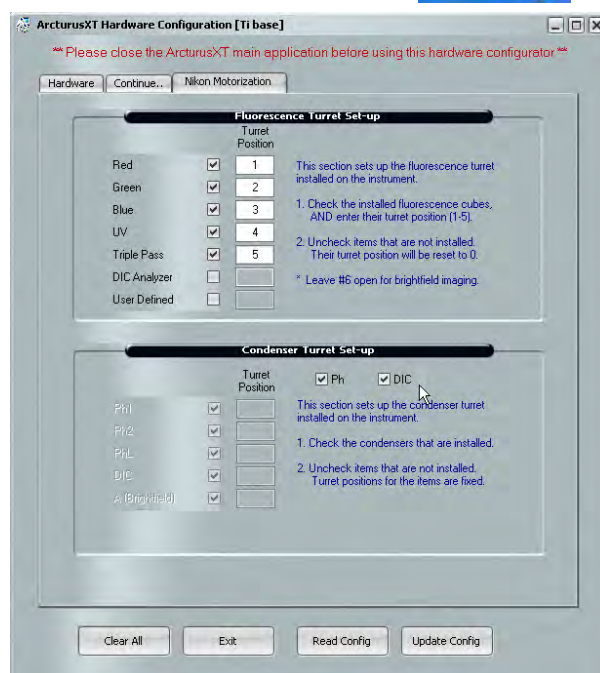 ArcturusXT Hardware Configuration [Ti base]
** Please close the ArcturusXT main application before using this hardware configurator **
Hardware
Continue..
Nikon Motorization
Fluorescence Turret Set-up
Turret
Position
Red 1
Green 2
Blue 3
UV 4
Triple Pass 5
DIC Analyzer
User Defined
This section sets up the fluorescence turret
installed on the instrument.
1. Check the installed fluorescence cubes,
AND enter their turret position (1-5).
2. Uncheck items that are not installed.
Their turret position will be reset to 0.
* Leave #6 open for brightfield imaging.
Condenser Turret Set-up
Turret
Position
Ph
DIC
Ph1
Ph2
PhL
DIC
A (Brightfield)
This section sets up the condenser turret
installed on the instrument.
1. Check the condensers that are installed.
2. Uncheck items that are not installed.
Turret positions for the items are fixed.
Clear All
Exit
Read Config
Update Config